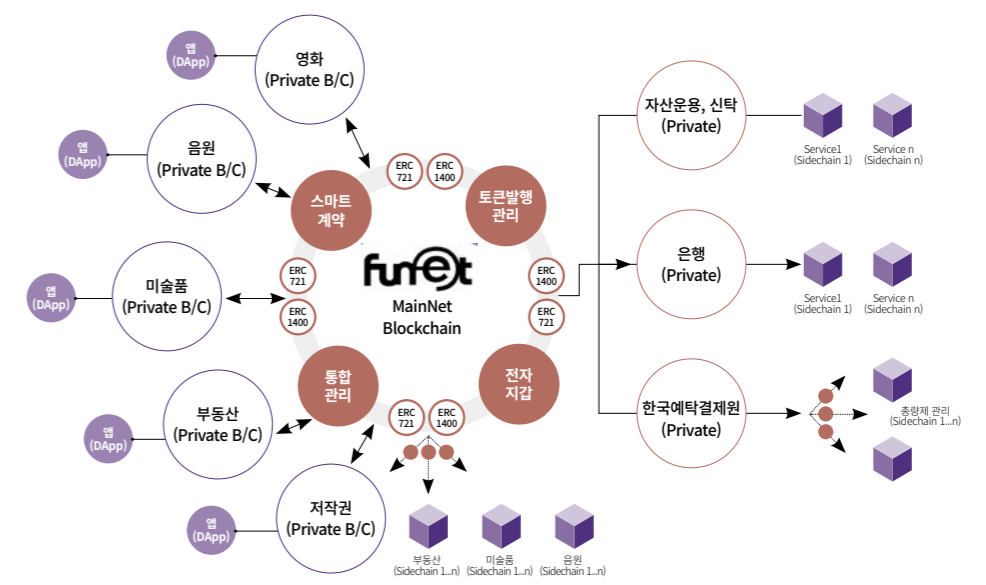 앱
(DApp)
영화
(Private B/C)
앱
(DApp)
음원
(Private B/C)
앱
(DApp)
미술품
(Private B/C)
앱
(DApp)
부동산
(Private B/C)
앱
(DApp)
저작권
(Private B/C)
스마트
계약
ERC
721
ERC
1400
토큰발행
관리
ERC
721
ERC
1400
funet
MainNet
Blockchain
ERC
1400
ERC
721
통합
관리
ERC
721
ERC
1400
전자
지갑
부동산
(Sidechain 1...n)
미술품
(Sidechain 1...n)
음원
(Sidechain 1...n)
자산운용, 신탁
(Private)
Service1
(Sidechain 1)
Service n
(Sidechain n)
은행
(Private)
Service1
(Sidechain 1)
Service n
(Sidechain n)
한국예탁결제원
(Private)
총량제 관리
(Sidechain 1...n)